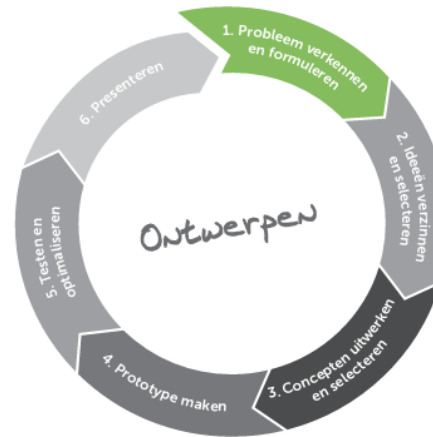 1. Probleem verkennen
en formuleren
2. Ideeën verzinnen
en selecteren
3. Concepten uitwerken
en selecteren
4. Prototype maken
5. Testen en
optimaliseren
6. Presenteren
Ontwerpen